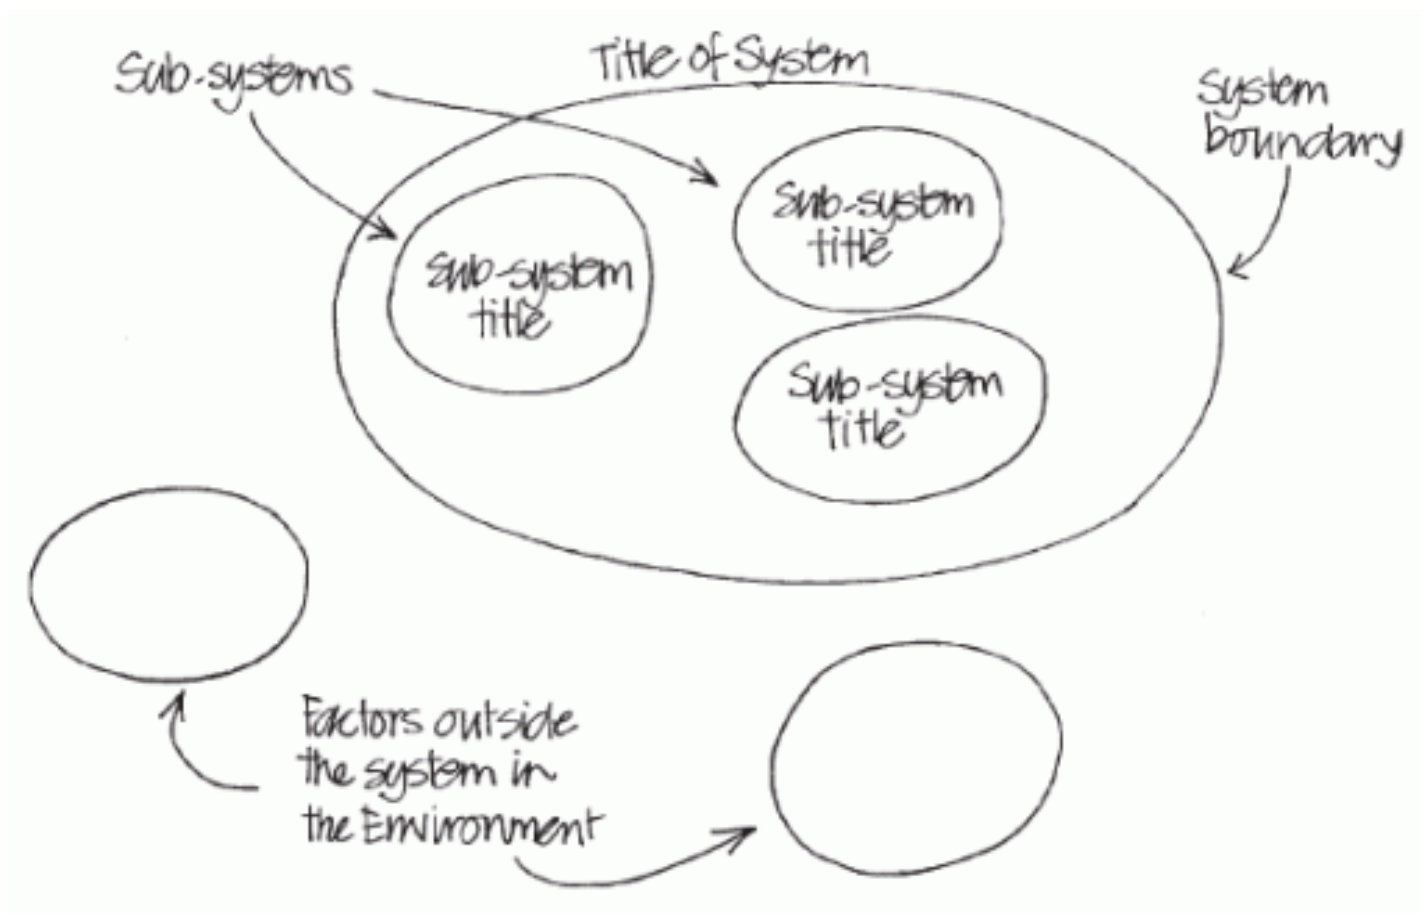 Title of System
Sub-systems
System
boundary
Sub-system
title
Sub-system
title
Sub-system
title
Factors outside
the system in
the Environment